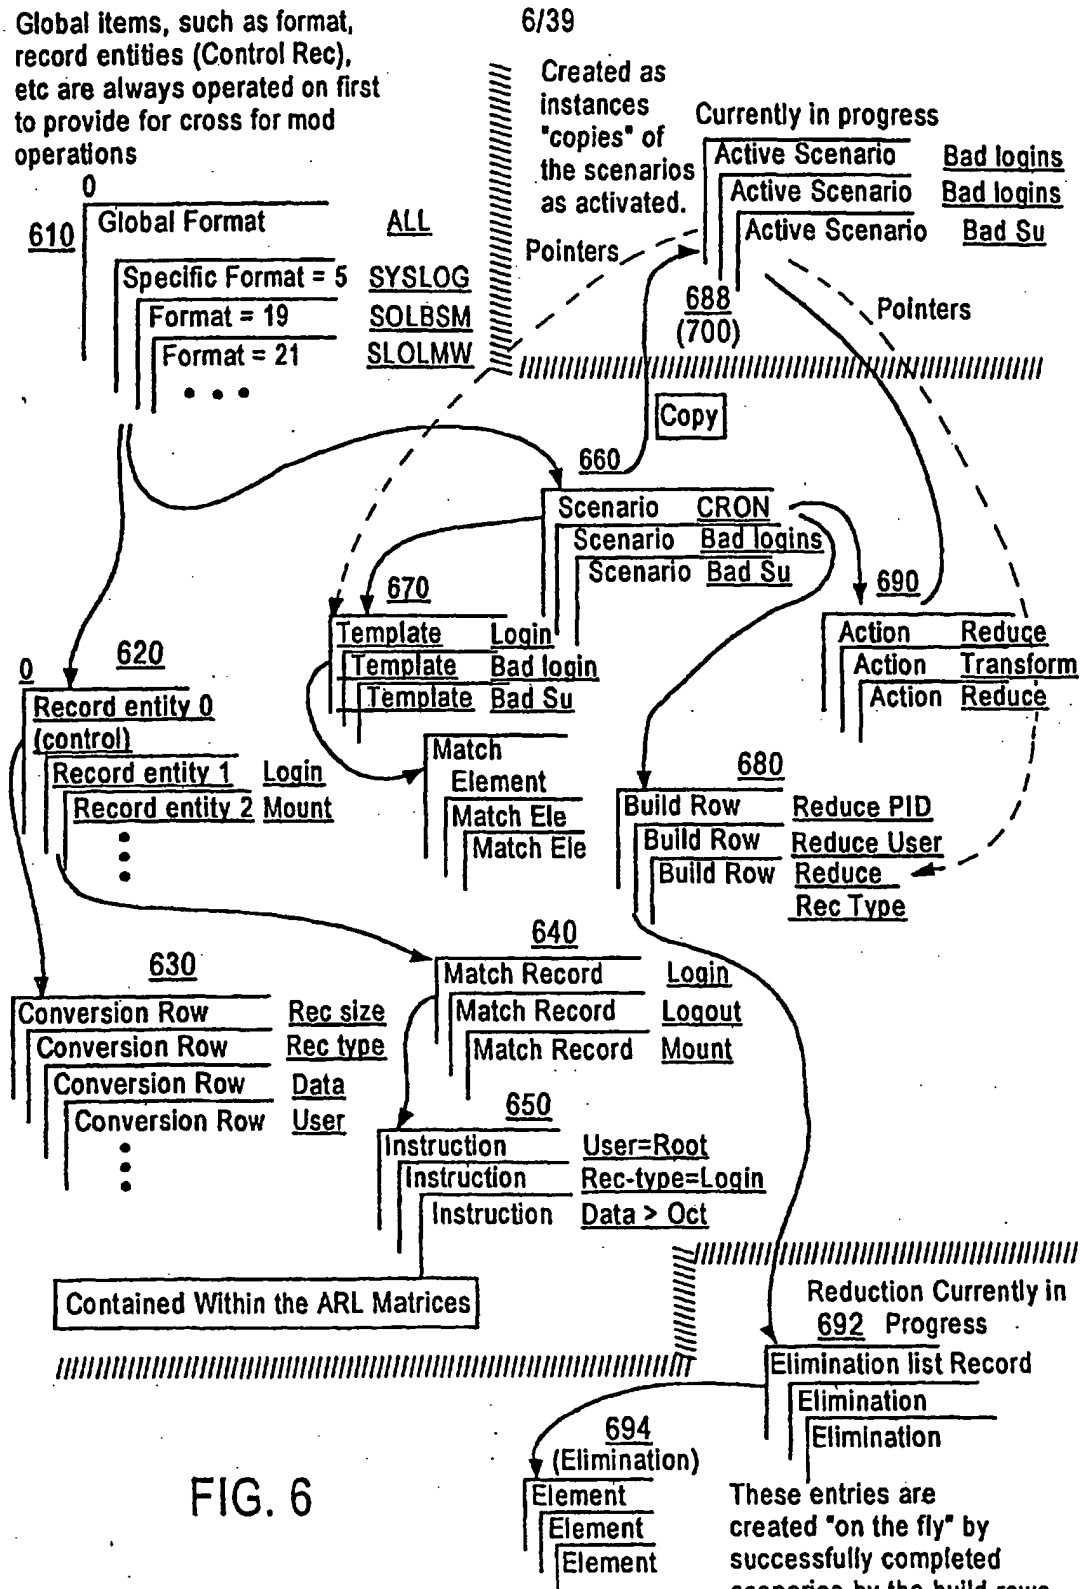 Global items, such as format,
record entities (Control Rec),
etc are always operated on first
to provide for cross for mod
operations
6/39
Created as
instances
"copies" of
the scenarios
as activated.
Currently in progress
Active Scenario Bad logins
Active Scenario Bad logins
Active Scenario Bad Su
Pointers
688
(700)
Pointers
0
610
Global Format ALL
Specific Format = 5 SYSLOG
Format = 19 SOLBSM
Format = 21 SLOLMW
• • •
Copy
660
Scenario CRON
Scenario Bad logins
Scenario Bad Su
670
Template Login
Template Bad login
Template Bad Su
690
Action Reduce
Action Transform
Action Reduce
0
620
Record entity 0
(control)
Record entity 1 Login
Record entity 2 Mount
Match
Element
Match Ele
Match Ele
680
Build Row Reduce PID
Build Row Reduce User
Build Row Reduce
Rec Type
630
Conversion Row Rec size
Conversion Row Rec type
Conversion Row Data
Conversion Row User
640
Match Record Login
Match Record Logout
Match Record Mount
650
Instruction User=Root
Instruction Rec-type=Login
Instruction Data > Oct
Contained Within the ARL Matrices
Reduction Currently in
692 Progress
Elimination list Record
Elimination
Elimination
694
(Elimination)
Element
Element
Element
FIG. 6
These entries are
created "on the fly" by
successfully completed